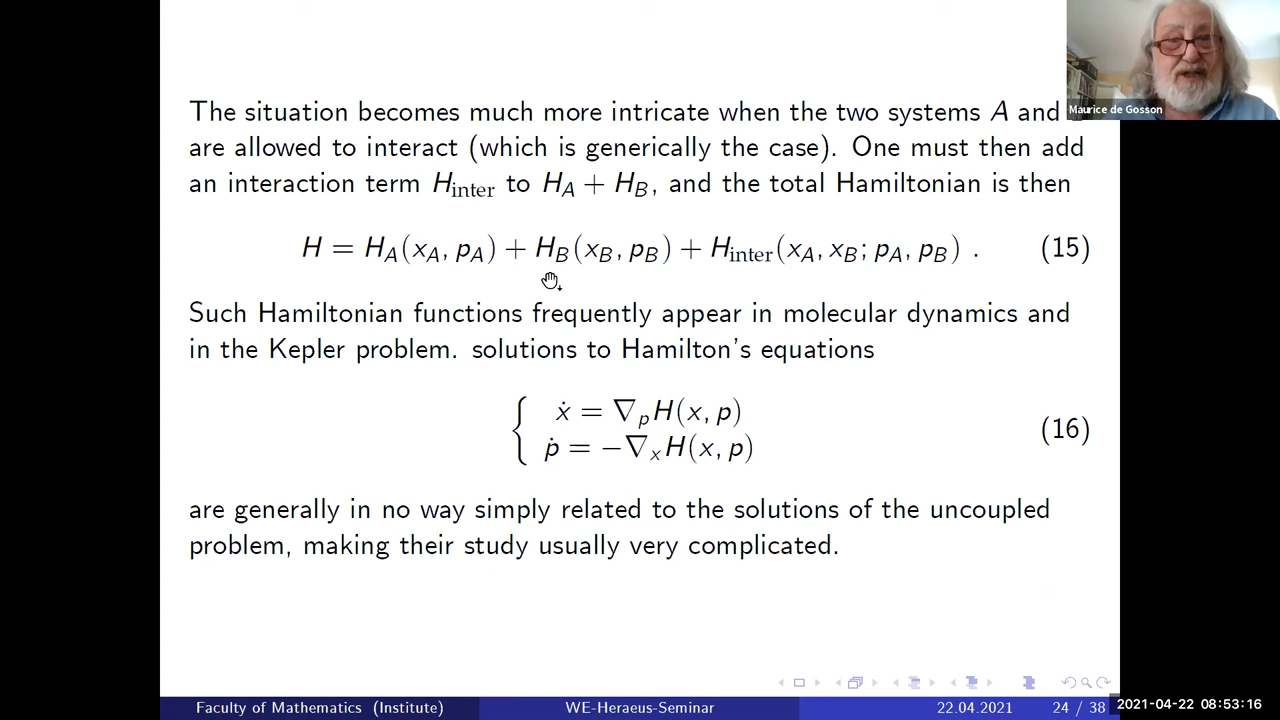 The situation becomes much more intricate when the two systems A and
are allowed to interact (which is generically the case). One must then add
an interaction term H_inter to H_A + H_B, and the total Hamiltonian is then
H = H_A(x_A, p_A) + H_B(x_B, p_B) + H_inter(x_A, x_B; p_A, p_B) . (15)
Such Hamiltonian functions frequently appear in molecular dynamics and
in the Kepler problem. solutions to Hamilton's equations
{ ẋ = ∇_p H(x, p)
ṗ = −∇_x H(x, p) (16)
are generally in no way simply related to the solutions of the uncoupled
problem, making their study usually very complicated.
Maurice de Gosson
Faculty of Mathematics (Institute) WE-Heraeus-Seminar 22.04.2021 24 / 38
2021-04-22 08:53:16